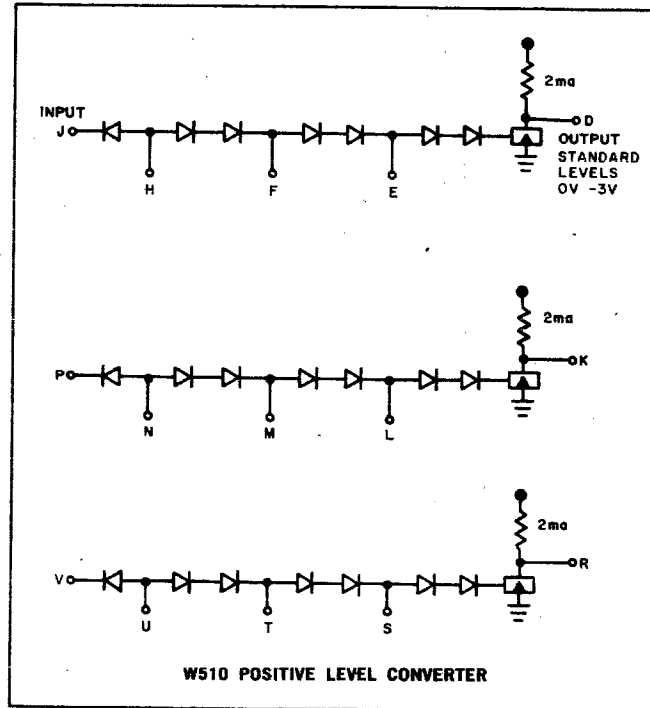 2ma
INPUT
J
D
OUTPUT
STANDARD
LEVELS
0V -3V
H
F
E
2ma
P
K
N
M
L
2ma
V
R
U
T
S
W510 POSITIVE LEVEL CONVERTER